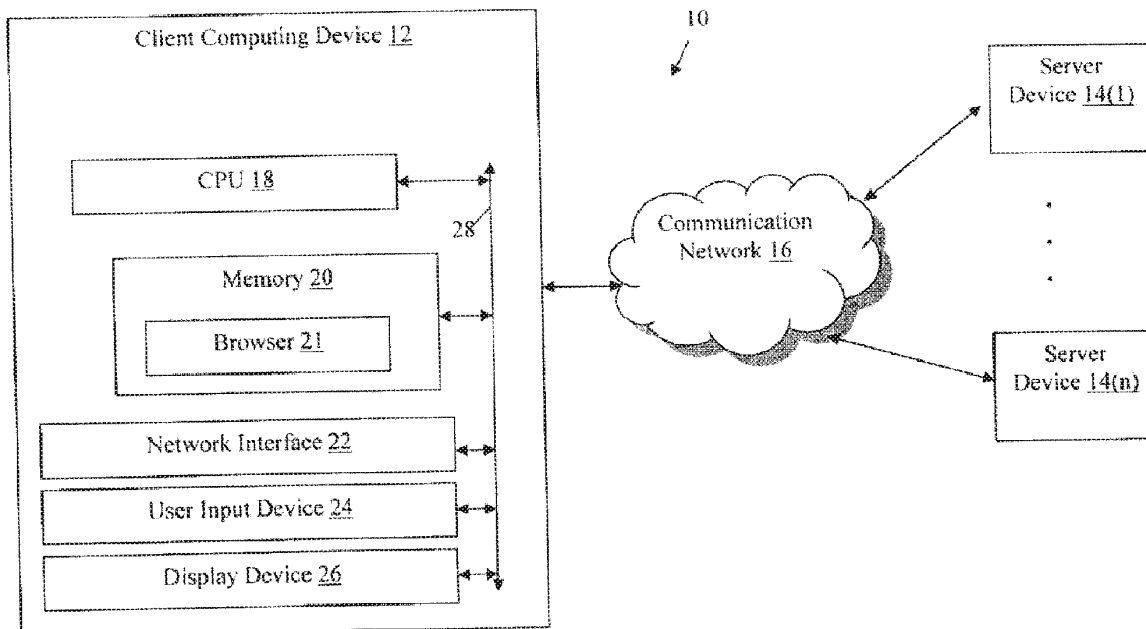 Client Computing Device 12
CPU 18
28
Memory 20
Browser 21
Network Interface 22
User Input Device 24
Display Device 26
10
Communication
Network 16
Server
Device 14(1)
Server
Device 14(n)